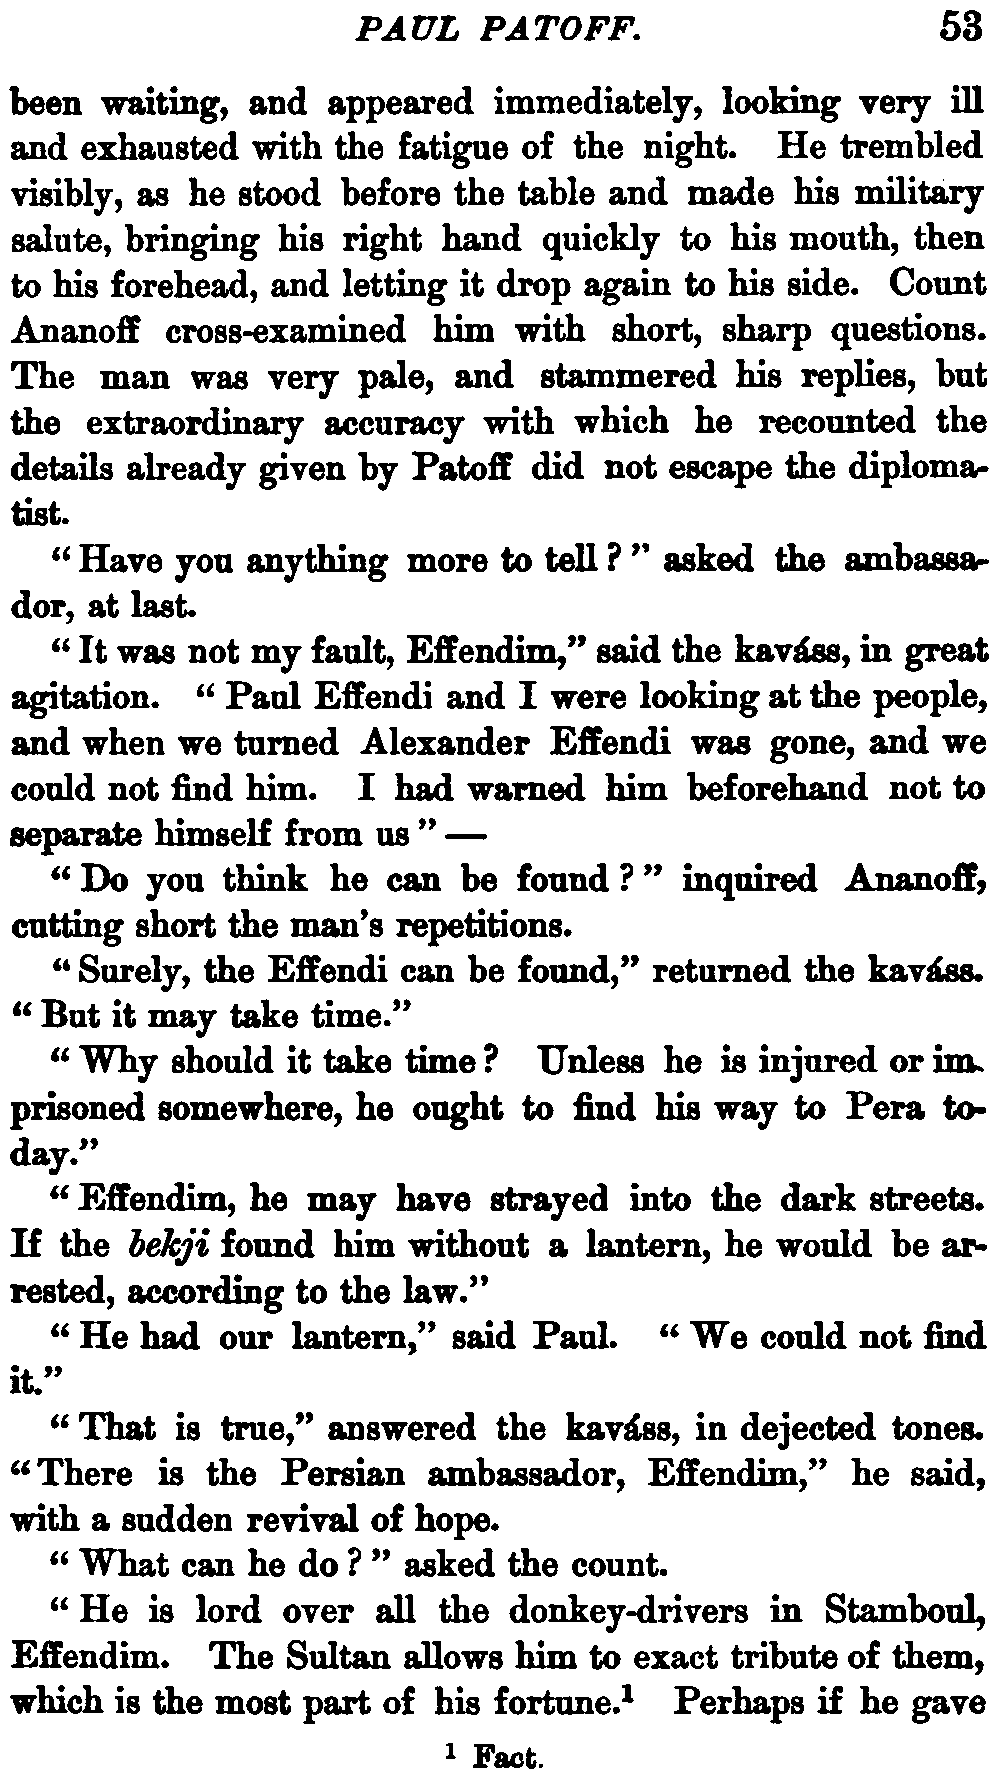 PAUL PATOFF. 53
been waiting, and appeared immediately, looking very ill
and exhausted with the fatigue of the night. He trembled
visibly, as he stood before the table and made his military
salute, bringing his right hand quickly to his mouth, then
to his forehead, and letting it drop again to his side. Count
Ananoff cross-examined him with short, sharp questions.
The man was very pale, and stammered his replies, but
the extraordinary accuracy with which he recounted the
details already given by Patoff did not escape the diploma-
tist.
"Have you anything more to tell?" asked the ambassa-
dor, at last.
"It was not my fault, Effendim," said the kaváss, in great
agitation. "Paul Effendi and I were looking at the people,
and when we turned Alexander Effendi was gone, and we
could not find him. I had warned him beforehand not to
separate himself from us" —
"Do you think he can be found?" inquired Ananoff,
cutting short the man's repetitions.
"Surely, the Effendi can be found," returned the kaváss.
"But it may take time."
"Why should it take time? Unless he is injured or im-
prisoned somewhere, he ought to find his way to Pera to-
day."
"Effendim, he may have strayed into the dark streets.
If the bekji found him without a lantern, he would be ar-
rested, according to the law."
"He had our lantern," said Paul. "We could not find
it."
"That is true," answered the kaváss, in dejected tones.
"There is the Persian ambassador, Effendim," he said,
with a sudden revival of hope.
"What can he do?" asked the count.
"He is lord over all the donkey-drivers in Stamboul,
Effendim. The Sultan allows him to exact tribute of them,
which is the most part of his fortune.¹ Perhaps if he gave
¹ Fact.